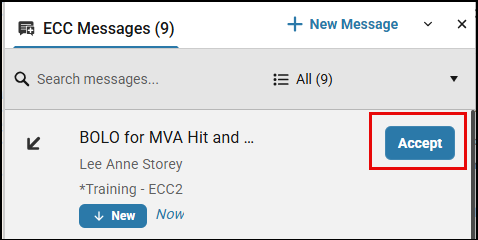 ECC Messages (9)
+ New Message
Search messages...
All (9)
BOLO for MVA Hit and ...
Accept
Lee Anne Storey
*Training - ECC2
New
Now